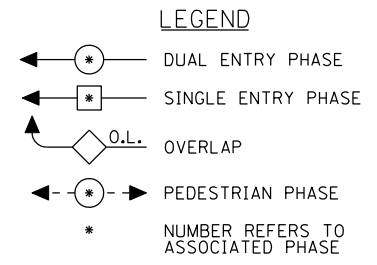 LEGEND
* DUAL ENTRY PHASE
* SINGLE ENTRY PHASE
O.L. OVERLAP
* PEDESTRIAN PHASE
* NUMBER REFERS TO
ASSOCIATED PHASE